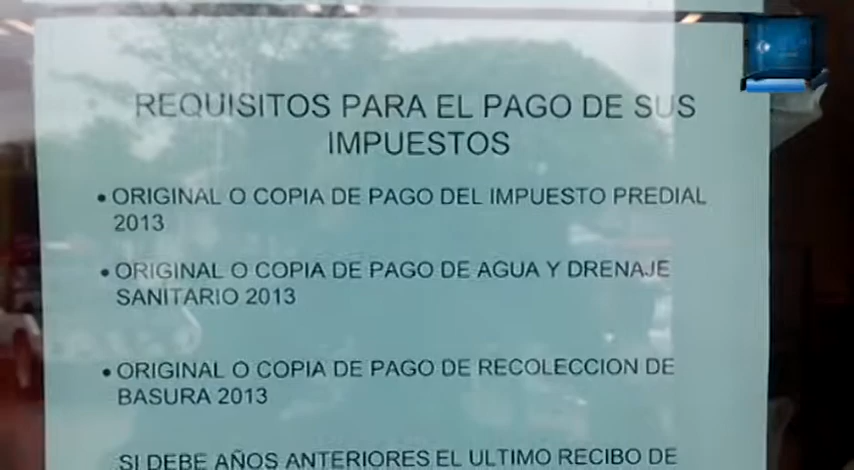 REQUISITOS PARA EL PAGO DE SUS
IMPUESTOS
• ORIGINAL O COPIA DE PAGO DEL IMPUESTO PREDIAL
2013
• ORIGINAL O COPIA DE PAGO DE AGUA Y DRENAJE
SANITARIO 2013
• ORIGINAL O COPIA DE PAGO DE RECOLECCION DE
BASURA 2013
SI DEBE AÑOS ANTERIORES EL ULTIMO RECIBO DE